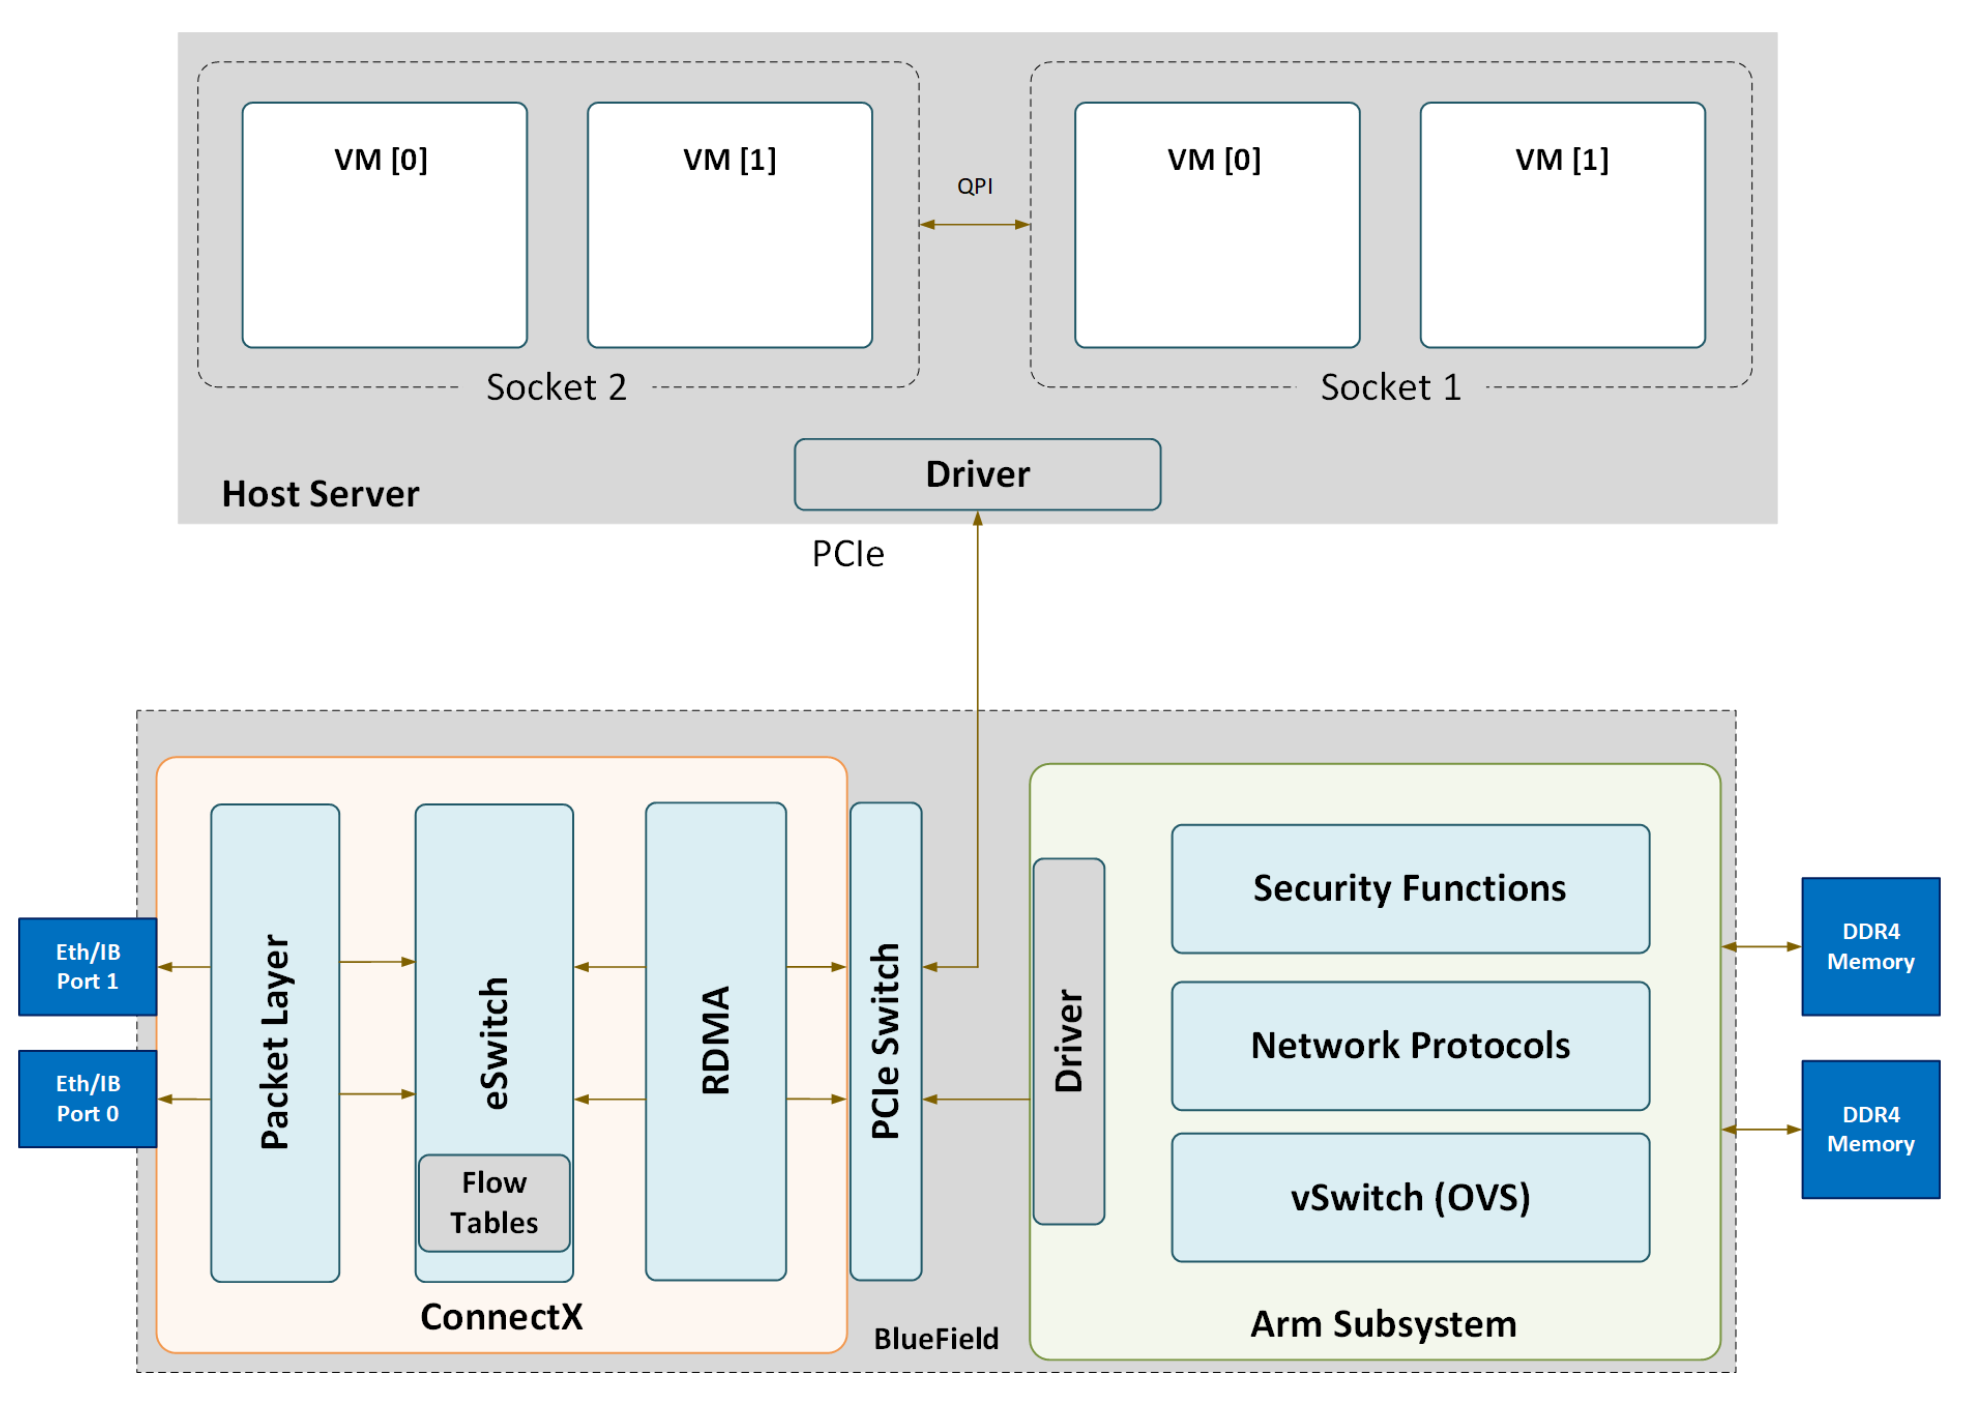 VM [0]
VM [1]
QPI
VM [0]
VM [1]
Socket 2
Socket 1
Driver
Host Server
PCIe
Eth/IB
Port 1
Eth/IB
Port 0
Packet Layer
eSwitch
Flow
Tables
RDMA
ConnectX
PCIe Switch
BlueField
Driver
Security Functions
Network Protocols
vSwitch (OVS)
Arm Subsystem
DDR4
Memory
DDR4
Memory